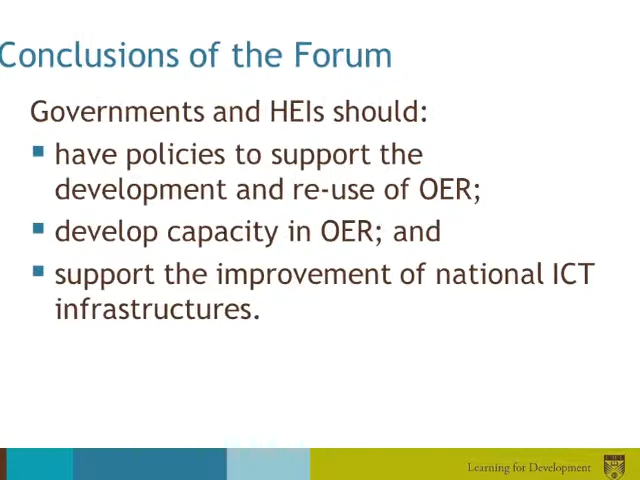 Conclusions of the Forum
Governments and HEIs should:
▪ have policies to support the
development and re-use of OER;
▪ develop capacity in OER; and
▪ support the improvement of national ICT
infrastructures.
Learning for Development